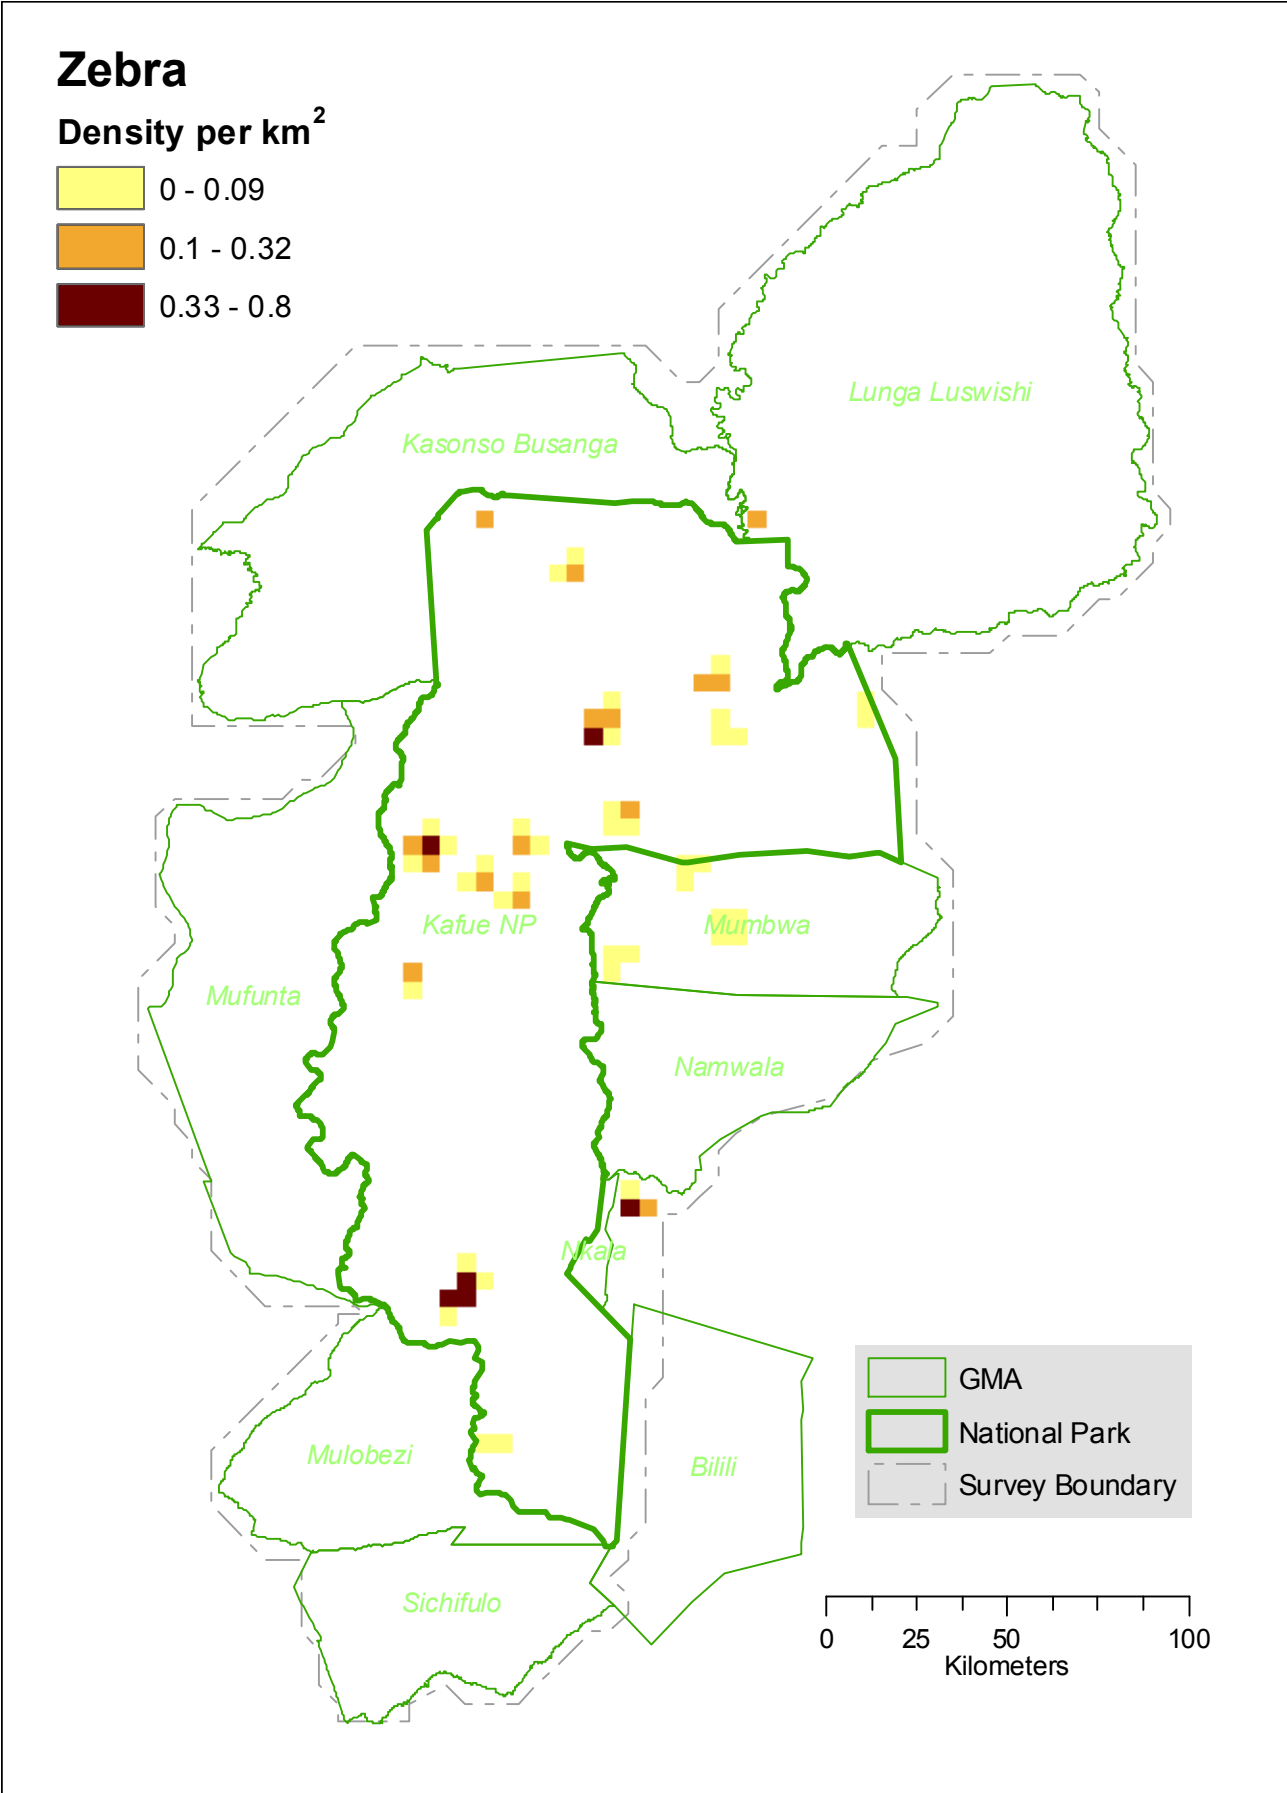 Zebra
Density per km2
0 - 0.09
0.1 - 0.32
0.33 - 0.8
Lunga Luswishi
Kasonso Busanga
Kafue NP
Mumbwa
Mufunta
Namwala
Nkala
Mulobezi
Bilili
Sichifulo
GMA
National Park
Survey Boundary
0 25 50 100
Kilometers